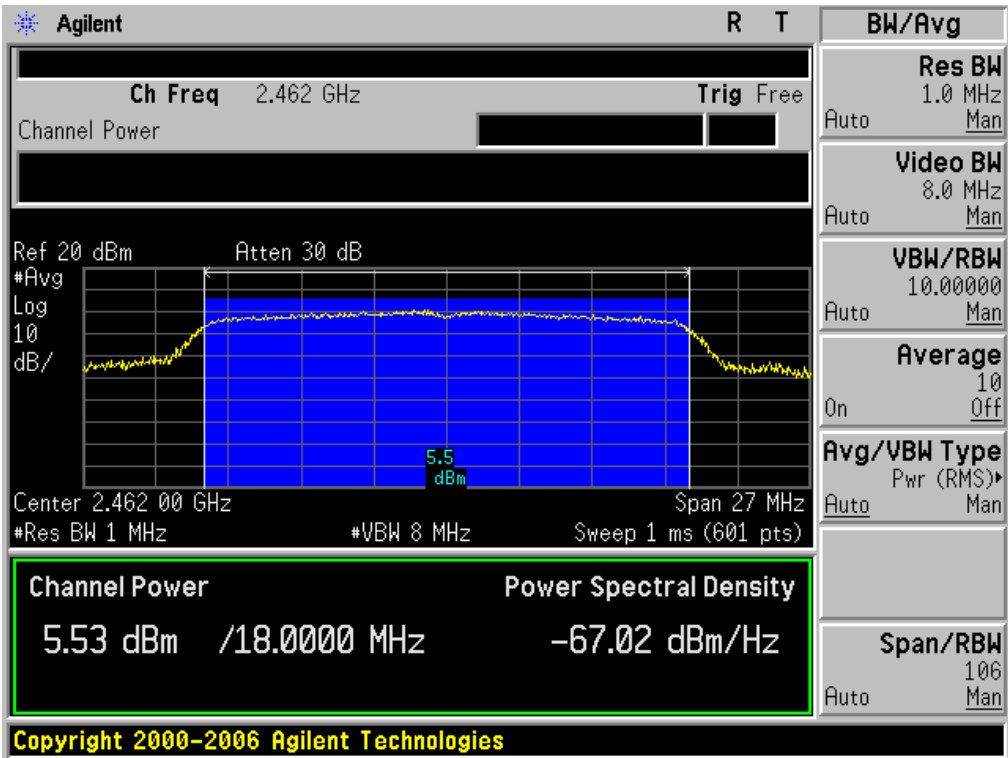 Agilent R T
Ch Freq 2.462 GHz Trig Free
Channel Power
Ref 20 dBm Atten 30 dB
#Avg
Log
10
dB/
5.5
dBm
Center 2.462 00 GHz Span 27 MHz
#Res BW 1 MHz #VBW 8 MHz Sweep 1 ms (601 pts)
Channel Power Power Spectral Density
5.53 dBm /18.0000 MHz -67.02 dBm/Hz
Copyright 2000-2006 Agilent Technologies
BW/Avg
Res BW
1.0 MHz
Auto Man
Video BW
8.0 MHz
Auto Man
VBW/RBW
10.00000
Auto Man
Average
10
On Off
Avg/VBW Type
Pwr (RMS)▸
Auto Man
Span/RBW
106
Auto Man